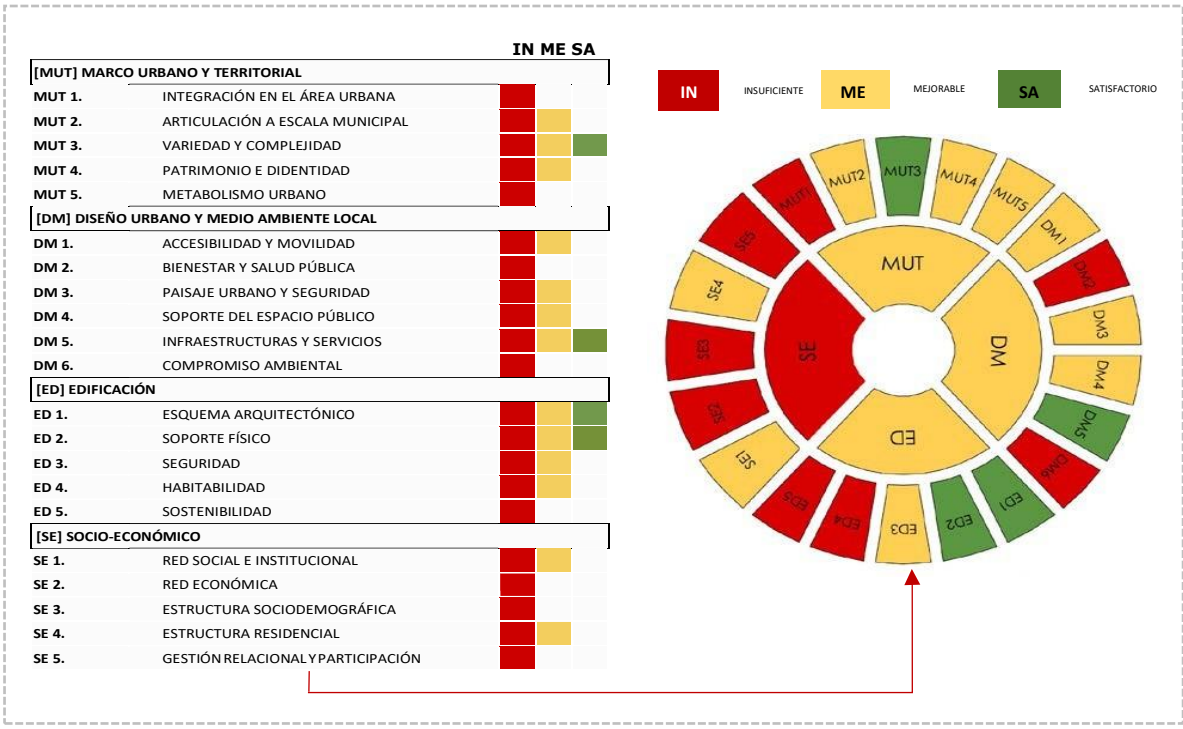 IN ME SA
[MUT] MARCO URBANO Y TERRITORIAL
MUT 1. INTEGRACIÓN EN EL ÁREA URBANA
MUT 2. ARTICULACIÓN A ESCALA MUNICIPAL
MUT 3. VARIEDAD Y COMPLEJIDAD
MUT 4. PATRIMONIO E DIDENTIDAD
MUT 5. METABOLISMO URBANO
[DM] DISEÑO URBANO Y MEDIO AMBIENTE LOCAL
DM 1. ACCESIBILIDAD Y MOVILIDAD
DM 2. BIENESTAR Y SALUD PÚBLICA
DM 3. PAISAJE URBANO Y SEGURIDAD
DM 4. SOPORTE DEL ESPACIO PÚBLICO
DM 5. INFRAESTRUCTURAS Y SERVICIOS
DM 6. COMPROMISO AMBIENTAL
[ED] EDIFICACIÓN
ED 1. ESQUEMA ARQUITECTÓNICO
ED 2. SOPORTE FÍSICO
ED 3. SEGURIDAD
ED 4. HABITABILIDAD
ED 5. SOSTENIBILIDAD
[SE] SOCIO-ECONÓMICO
SE 1. RED SOCIAL E INSTITUCIONAL
SE 2. RED ECONÓMICA
SE 3. ESTRUCTURA SOCIODEMOGRÁFICA
SE 4. ESTRUCTURA RESIDENCIAL
SE 5. GESTIÓN RELACIONAL Y PARTICIPACIÓN
IN INSUFICIENTE ME MEJORABLE SA SATISFACTORIO
MUT1
MUT2
MUT3
MUT4
MUT5
DM1
DM2
DM3
DM4
DM5
DM6
ED1
ED2
ED3
ED4
ED5
SE1
SE2
SE3
SE4
SE5
MUT
DM
ED
SE